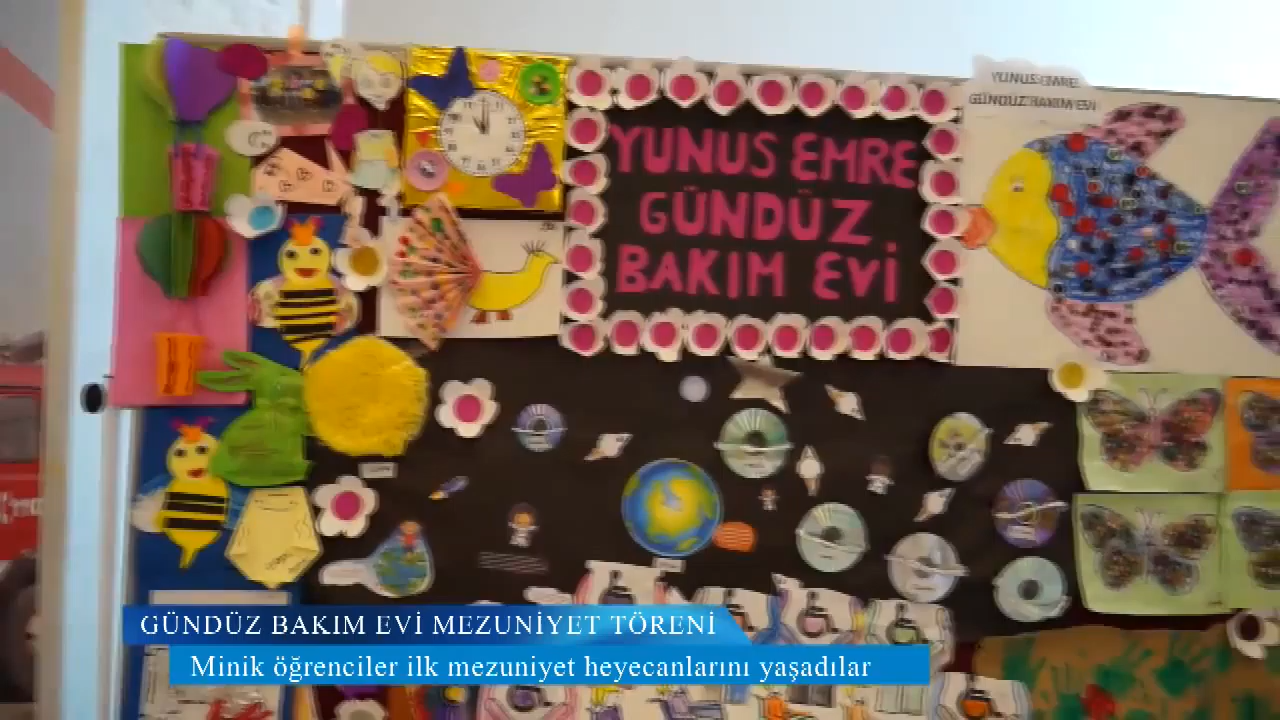 YUNUS EMRE
GÜNDÜZ BAKIM EVI
YUNUS EMRE
GÜNDÜZ
BAKIM EVİ
GÜNDÜZ BAKIM EVİ MEZUNİYET TÖRENİ
Minik öğrenciler ilk mezuniyet heyecanlarını yaşadılar